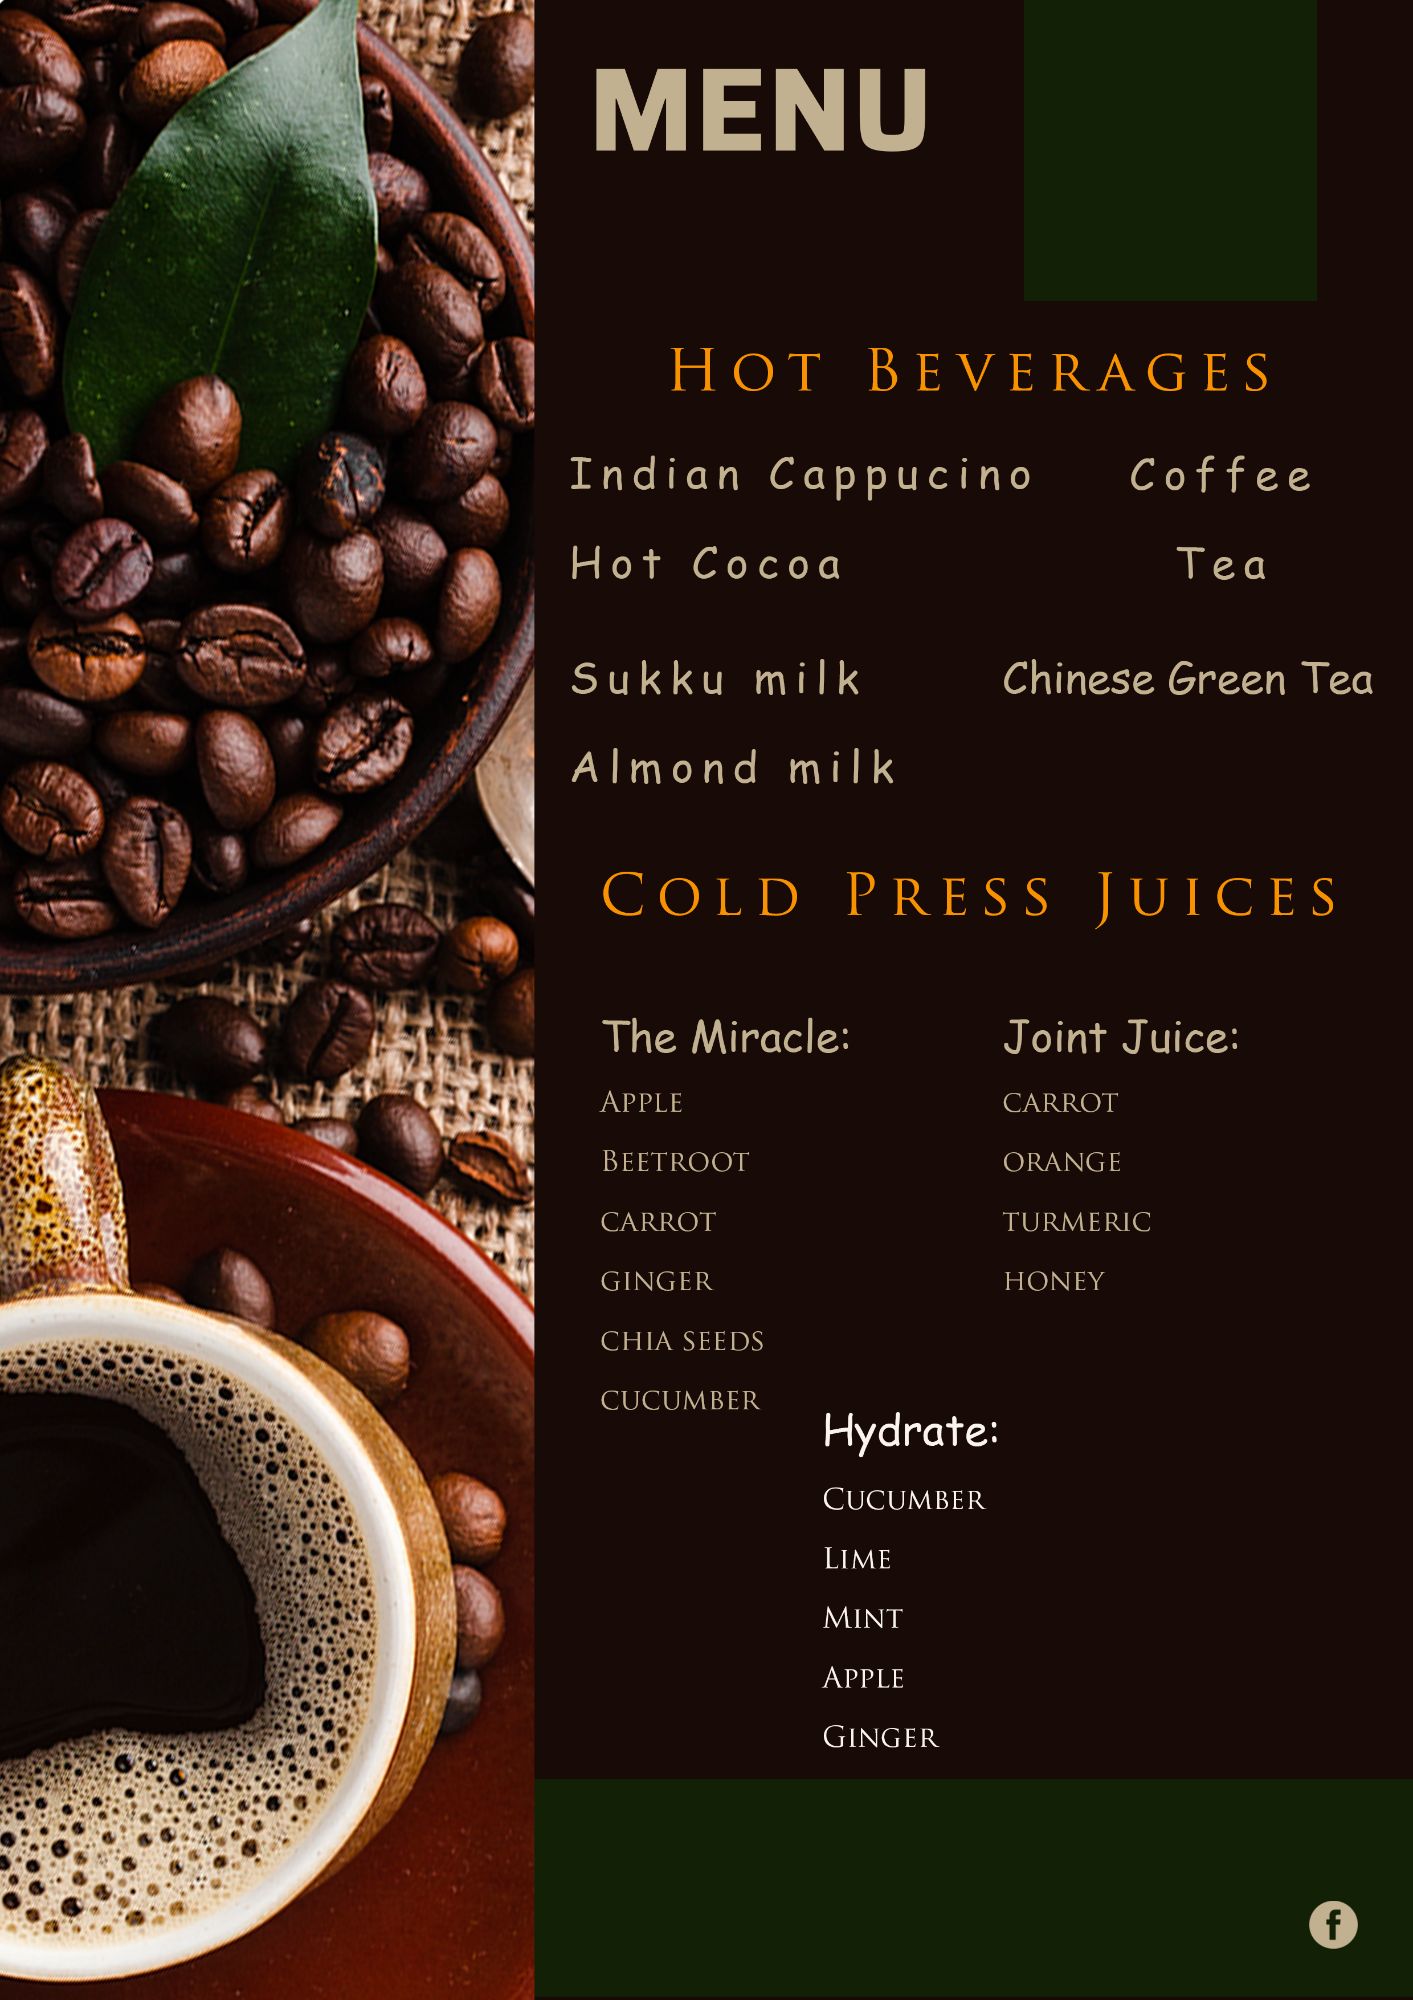 MENU
Hot Beverages
Indian Cappucino
Coffee
Hot Cocoa
Tea
Sukku milk
Chinese Green Tea
Almond milk
Cold Press Juices
The Miracle:
Apple
Beetroot
carrot
ginger
chia seeds
cucumber
Joint Juice:
carrot
orange
turmeric
honey
Hydrate:
Cucumber
Lime
Mint
Apple
Ginger
f